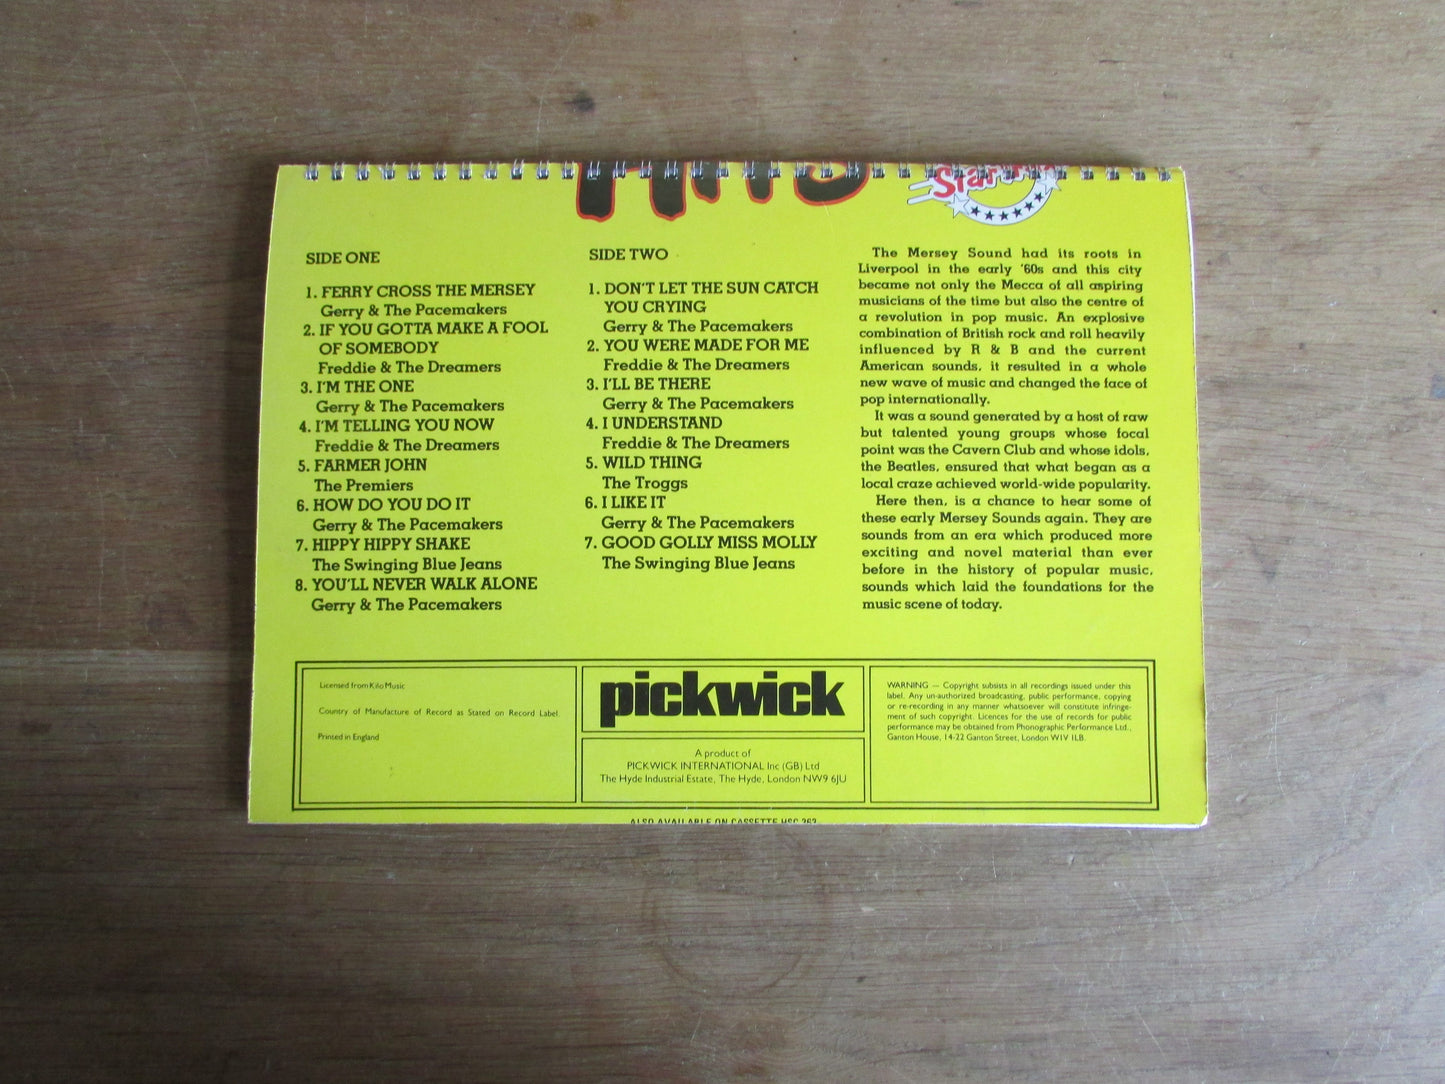 Hits
SIDE ONE
1. FERRY CROSS THE MERSEY
Gerry & The Pacemakers
2. IF YOU GOTTA MAKE A FOOL
OF SOMEBODY
Freddie & The Dreamers
3. I'M THE ONE
Gerry & The Pacemakers
4. I'M TELLING YOU NOW
Freddie & The Dreamers
5. FARMER JOHN
The Premiers
6. HOW DO YOU DO IT
Gerry & The Pacemakers
7. HIPPY HIPPY SHAKE
The Swinging Blue Jeans
8. YOU'LL NEVER WALK ALONE
Gerry & The Pacemakers
SIDE TWO
1. DON'T LET THE SUN CATCH
YOU CRYING
Gerry & The Pacemakers
2. YOU WERE MADE FOR ME
Freddie & The Dreamers
3. I'LL BE THERE
Gerry & The Pacemakers
4. I UNDERSTAND
Freddie & The Dreamers
5. WILD THING
The Troggs
6. I LIKE IT
Gerry & The Pacemakers
7. GOOD GOLLY MISS MOLLY
The Swinging Blue Jeans
The Mersey Sound had its roots in
Liverpool in the early '60s and this city
became not only the Mecca of all aspiring
musicians of the time but also the centre of
a revolution in pop music. An explosive
combination of British rock and roll heavily
influenced by R & B and the current
American sounds, it resulted in a whole
new wave of music and changed the face of
pop internationally.
It was a sound generated by a host of raw
but talented young groups whose focal
point was the Cavern Club and whose idols,
the Beatles, ensured that what began as a
local craze achieved world-wide popularity.
Here then, is a chance to hear some of
these early Mersey Sounds again. They are
sounds from an era which produced more
exciting and novel material than ever
before in the history of popular music,
sounds which laid the foundations for the
music scene of today.
Licensed from Kilo Music
Country of Manufacture of Record as Stated on Record Label.
Printed in England
pickwick
A product of
PICKWICK INTERNATIONAL Inc (GB) Ltd
The Hyde Industrial Estate, The Hyde, London NW9 6JU
WARNING — Copyright subsists in all recordings issued under this
label. Any un-authorized broadcasting, public performance, copying
or re-recording in any manner whatsoever will constitute infringe-
ment of such copyright. Licences for the use of records for public
performance may be obtained from Phonographic Performance Ltd.,
Ganton House, 14-22 Ganton Street, London W1V 1LB.
ALSO AVAILABLE ON CASSETTE HSC 362